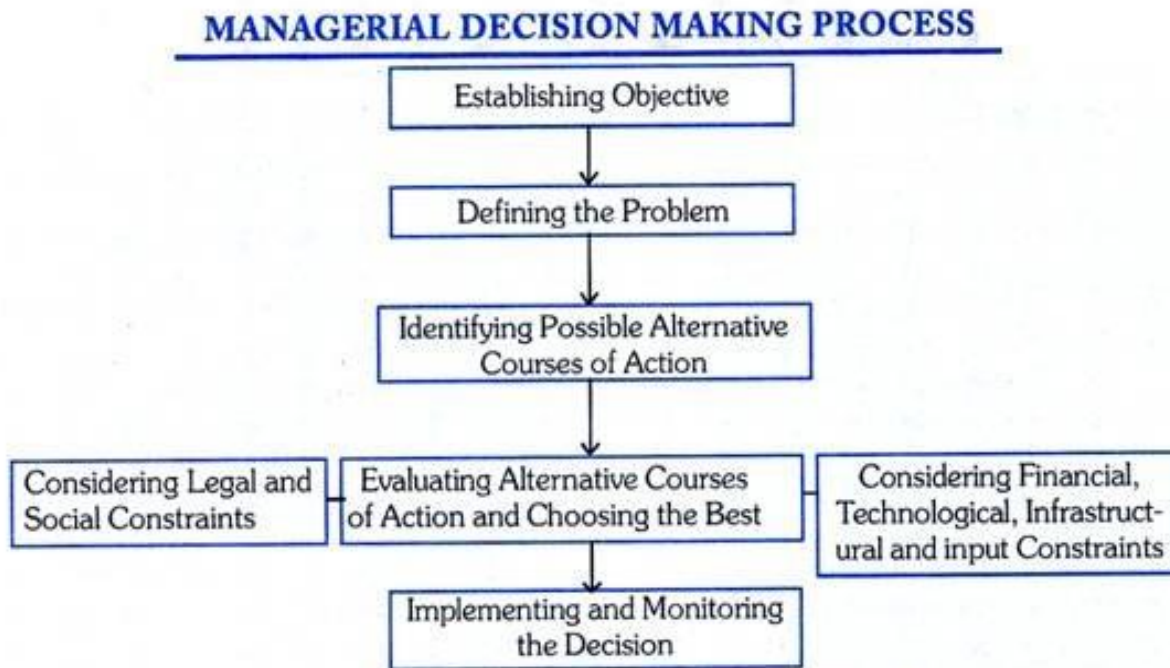 MANAGERIAL DECISION MAKING PROCESS
Establishing Objective
Defining the Problem
Identifying Possible Alternative
Courses of Action
Considering Legal and
Social Constraints
Evaluating Alternative Courses
of Action and Choosing the Best
Considering Financial,
Technological, Infrastruct-
ural and input Constraints
Implementing and Monitoring
the Decision